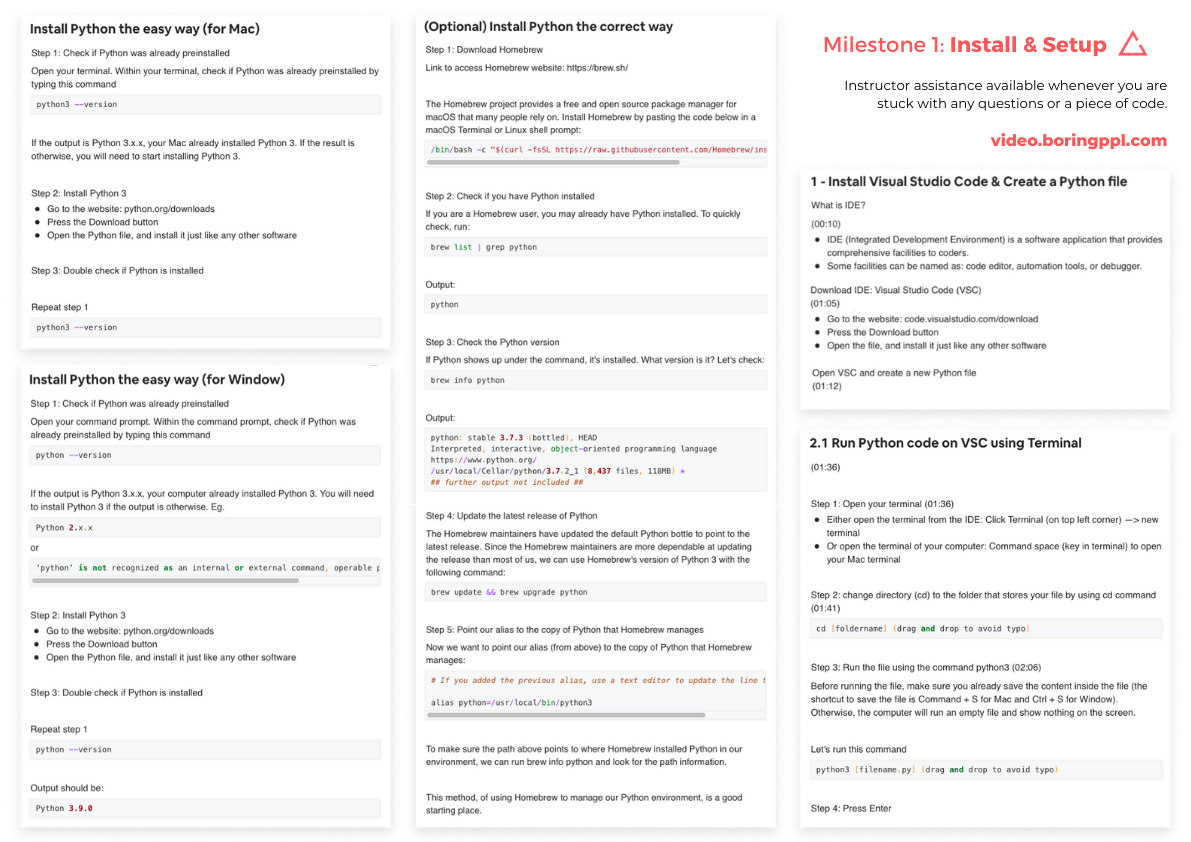 Install Python the easy way (for Mac)
Step 1: Check if Python was already preinstalled
Open your terminal. Within your terminal, check if Python was already preinstalled by
typing this command
python3 --version
If the output is Python 3.x.x, your Mac already installed Python 3. If the result is
otherwise, you will need to start installing Python 3.
Step 2: Install Python 3
● Go to the website: python.org/downloads
● Press the Download button
● Open the Python file, and install it just like any other software
Step 3: Double check if Python is installed
Repeat step 1
python3 --version
Install Python the easy way (for Window)
Step 1: Check if Python was already preinstalled
Open your command prompt. Within the command prompt, check if Python was
already preinstalled by typing this command
python --version
If the output is Python 3.x.x, your computer already installed Python 3. You will need
to install Python 3 if the output is otherwise. Eg.
Python 2.x.x
or
'python' is not recognized as an internal or external command, operable p
Step 2: Install Python 3
● Go to the website: python.org/downloads
● Press the Download button
● Open the Python file, and install it just like any other software
Step 3: Double check if Python is installed
Repeat step 1
python --version
Output should be:
Python 3.9.0
(Optional) Install Python the correct way
Step 1: Download Homebrew
Link to access Homebrew website: https://brew.sh/
The Homebrew project provides a free and open source package manager for
macOS that many people rely on. Install Homebrew by pasting the code below in a
macOS Terminal or Linux shell prompt:
/bin/bash -c "$(curl -fsSL https://raw.githubusercontent.com/Homebrew/ins
Step 2: Check if you have Python installed
If you are a Homebrew user, you may already have Python installed. To quickly
check, run:
brew list | grep python
Output:
python
Step 3: Check the Python version
If Python shows up under the command, it's installed. What version is it? Let's check:
brew info python
Output:
python: stable 3.7.3 (bottled), HEAD
Interpreted, interactive, object-oriented programming language
https://www.python.org/
/usr/local/Cellar/python/3.7.2_1 (8,437 files, 118MB) *
## further output not included ##
Step 4: Update the latest release of Python
The Homebrew maintainers have updated the default Python bottle to point to the
latest release. Since the Homebrew maintainers are more dependable at updating
the release than most of us, we can use Homebrew's version of Python 3 with the
following command:
brew update && brew upgrade python
Step 5: Point our alias to the copy of Python that Homebrew manages
Now we want to point our alias (from above) to the copy of Python that Homebrew
manages:
# If you added the previous alias, use a text editor to update the line t
alias python=/usr/local/bin/python3
To make sure the path above points to where Homebrew installed Python in our
environment, we can run brew info python and look for the path information.
This method, of using Homebrew to manage our Python environment, is a good
starting place.
Milestone 1: Install & Setup
Instructor assistance available whenever you are
stuck with any questions or a piece of code.
video.boringppl.com
1 - Install Visual Studio Code & Create a Python file
What is IDE?
(00:10)
● IDE (Integrated Development Environment) is a software application that provides
comprehensive facilities to coders.
● Some facilities can be named as: code editor, automation tools, or debugger.
Download IDE: Visual Studio Code (VSC)
(01:05)
● Go to the website: code.visualstudio.com/download
● Press the Download button
● Open the file, and install it just like any other software
Open VSC and create a new Python file
(01:12)
2.1 Run Python code on VSC using Terminal
(01:36)
Step 1: Open your terminal (01:36)
● Either open the terminal from the IDE: Click Terminal (on top left corner) —> new
terminal
● Or open the terminal of your computer: Command space (key in terminal) to open
your Mac terminal
Step 2: change directory (cd) to the folder that stores your file by using cd command
(01:41)
cd [foldername] (drag and drop to avoid typo)
Step 3: Run the file using the command python3 (02:06)
Before running the file, make sure you already save the content inside the file (the
shortcut to save the file is Command + S for Mac and Ctrl + S for Window).
Otherwise, the computer will run an empty file and show nothing on the screen.
Let's run this command
python3 [filename.py] (drag and drop to avoid typo)
Step 4: Press Enter